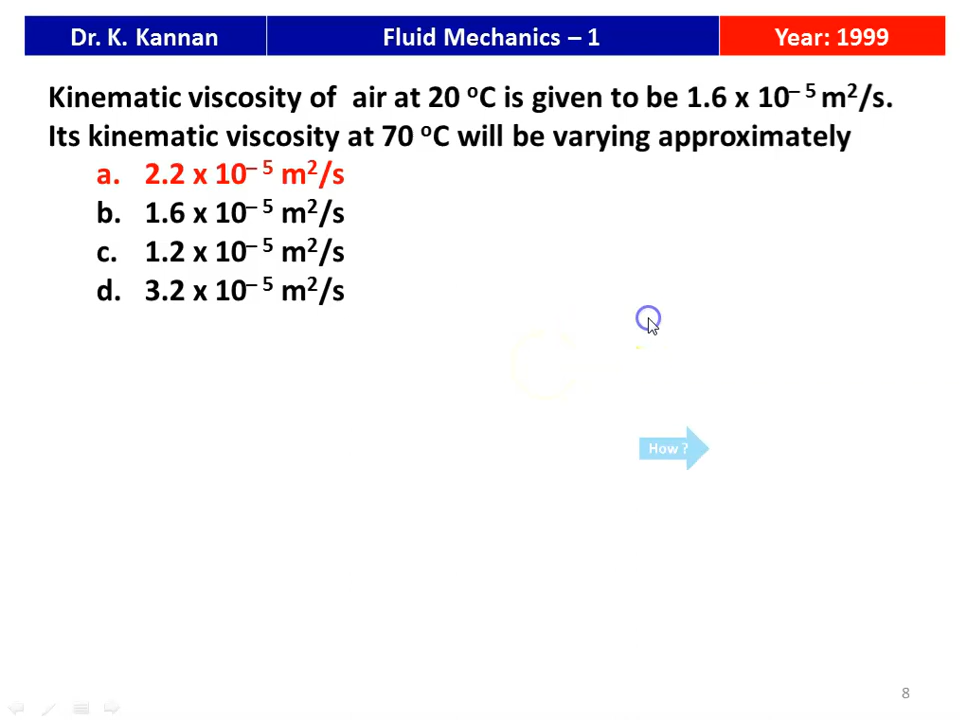 Dr. K. Kannan Fluid Mechanics – 1 Year: 1999
Kinematic viscosity of air at 20 ºC is given to be 1.6 x 10⁻⁵ m²/s.
Its kinematic viscosity at 70 ºC will be varying approximately
a. 2.2 x 10⁻⁵ m²/s
b. 1.6 x 10⁻⁵ m²/s
c. 1.2 x 10⁻⁵ m²/s
d. 3.2 x 10⁻⁵ m²/s
How ?
8